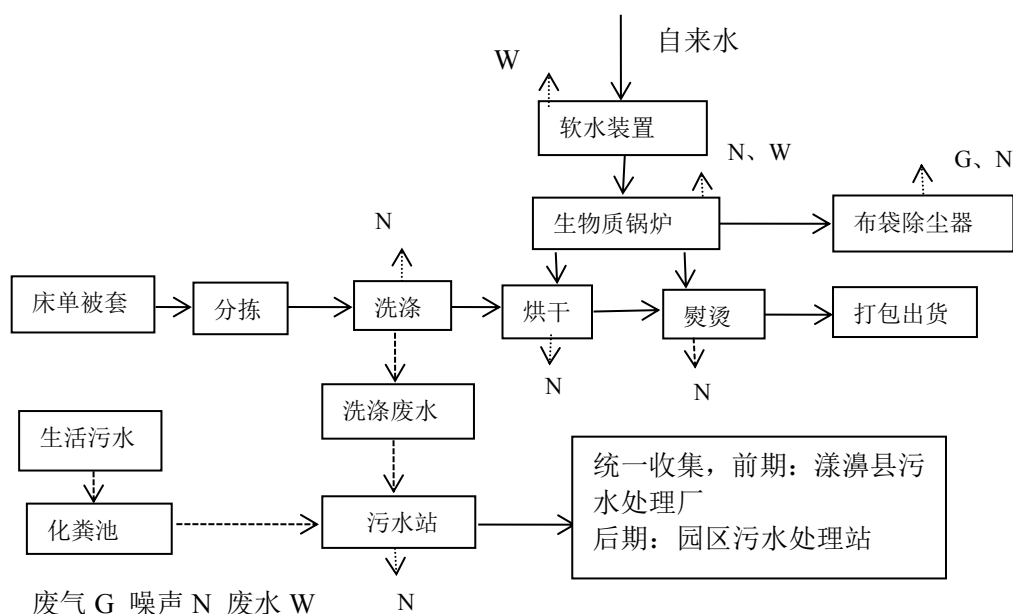 自来水
W
软水装置
N、W
G、N
生物质锅炉
布袋除尘器
N
床单被套
分拣
洗涤
烘干
熨烫
打包出货
N
N
洗涤废水
生活污水
统一收集，前期：漾濞县污
水处理厂
后期：园区污水处理站
化粪池
污水站
N
废气 G 噪声 N 废水 W